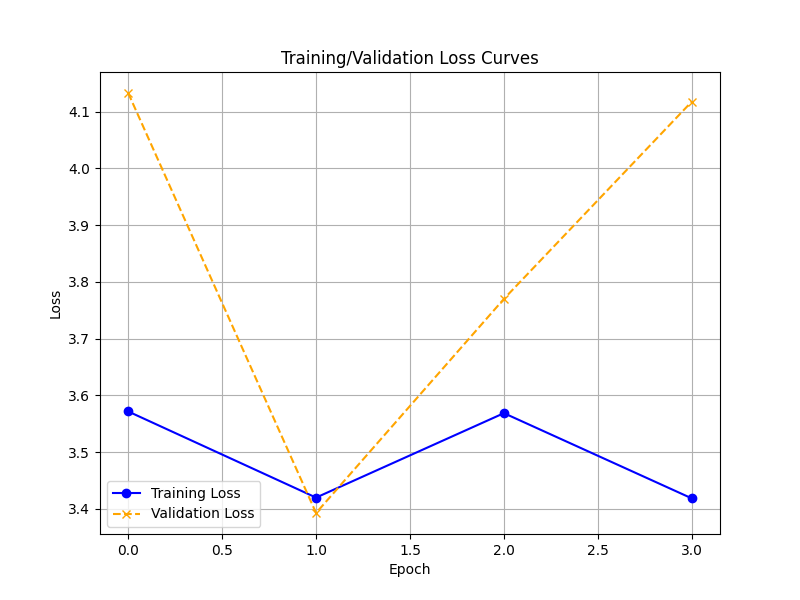 Training/Validation Loss Curves
Loss
4.1
4.0
3.9
3.8
3.7
3.6
3.5
3.4
Training Loss
Validation Loss
0.0 0.5 1.0 1.5 2.0 2.5 3.0
Epoch